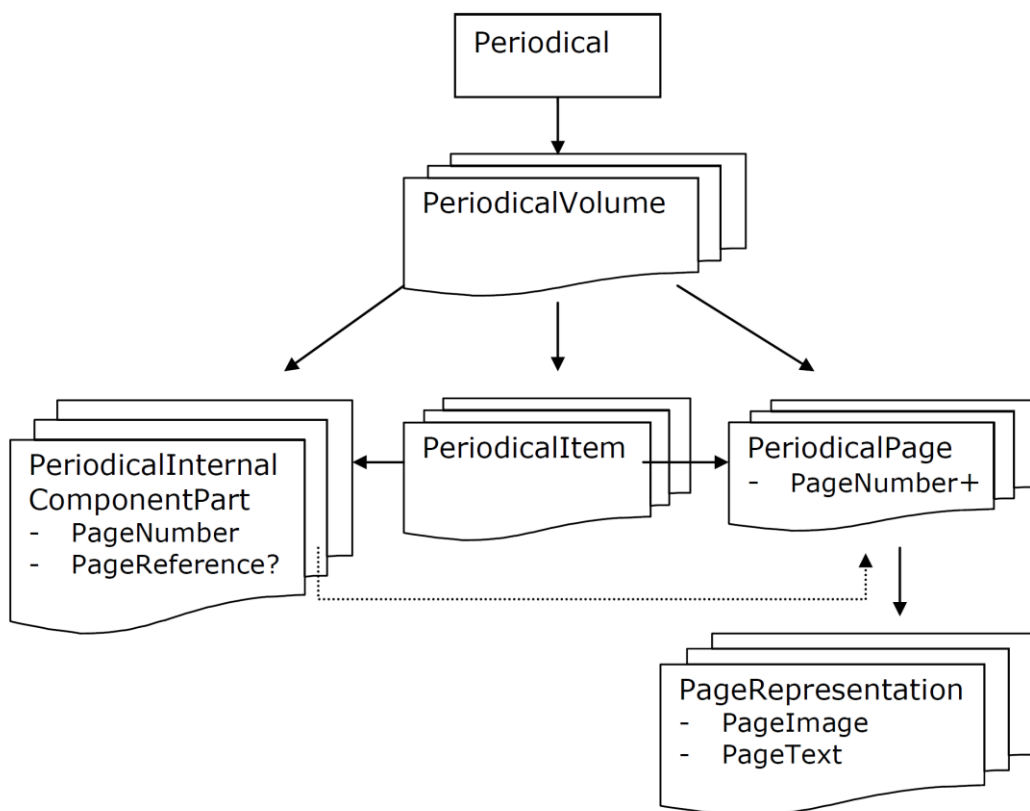 Periodical
PeriodicalVolume
PeriodicalInternal
ComponentPart
- PageNumber
- PageReference?
PeriodicalItem
PeriodicalPage
- PageNumber+
PageRepresentation
- PageImage
- PageText